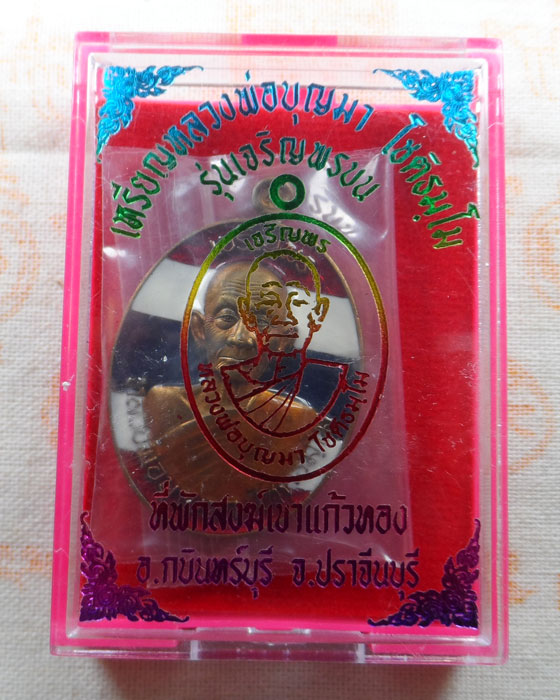 เหรียญหลวงพ่อบุญมา โชติธมฺโม
รุ่นเจริญพรบน
เจริญพร
หลวงพ่อบุญมา โชติธมฺโม
ที่พักสงฆ์เขาแก้วทอง
อ.กบินทร์บุรี จ.ปราจีนบุรี